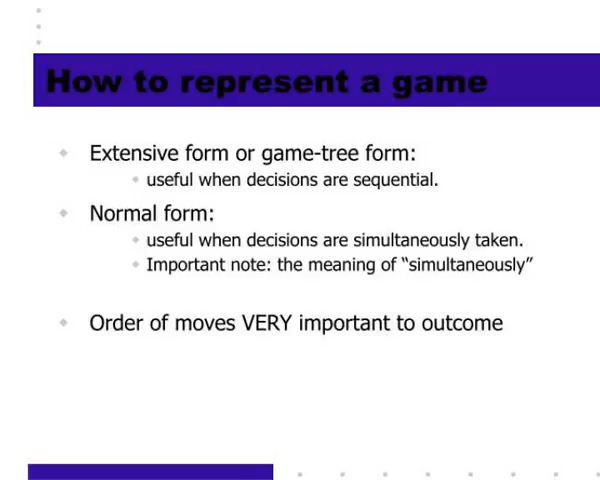 How to represent a game
Extensive form or game-tree form:
useful when decisions are sequential.
Normal form:
useful when decisions are simultaneously taken.
Important note: the meaning of “simultaneously”
Order of moves VERY important to outcome